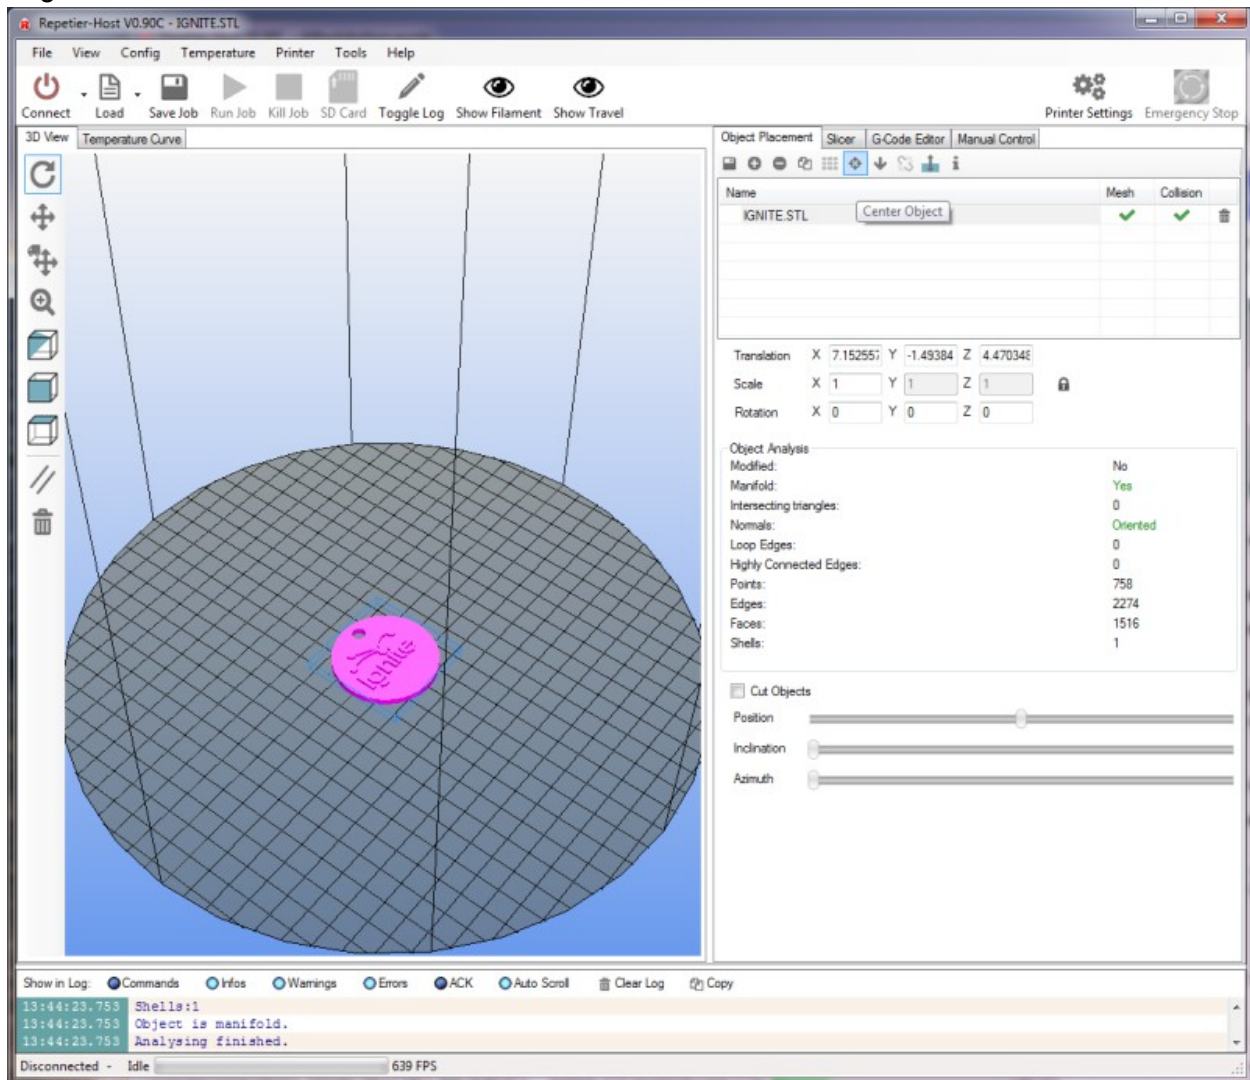 Repetier-Host V0.90C - IGNITE.STL
File View Config Temperature Printer Tools Help
Connect Load Save Job Run Job Kill Job SD Card Toggle Log Show Filament Show Travel Printer Settings Emergency Stop
3D View Temperature Curve
Object Placement Slicer G-Code Editor Manual Control
Name Mesh Collision
IGNITE.STL
Center Object
Translation X 7.152557 Y -1.49384 Z 4.470348
Scale X 1 Y 1 Z 1
Rotation X 0 Y 0 Z 0
Object Analysis
Modified: No
Manifold: Yes
Intersecting triangles: 0
Normals: Oriented
Loop Edges: 0
Highly Connected Edges: 0
Points: 758
Edges: 2274
Faces: 1516
Shells: 1
Cut Objects
Position
Inclination
Azimuth
Ignite
Show in Log: Commands Infos Warnings Errors ACK Auto Scroll Clear Log Copy
13:44:23.753 Shells:1
13:44:23.753 Object is manifold.
13:44:23.753 Analysing finished.
Disconnected - Idle 639 FPS